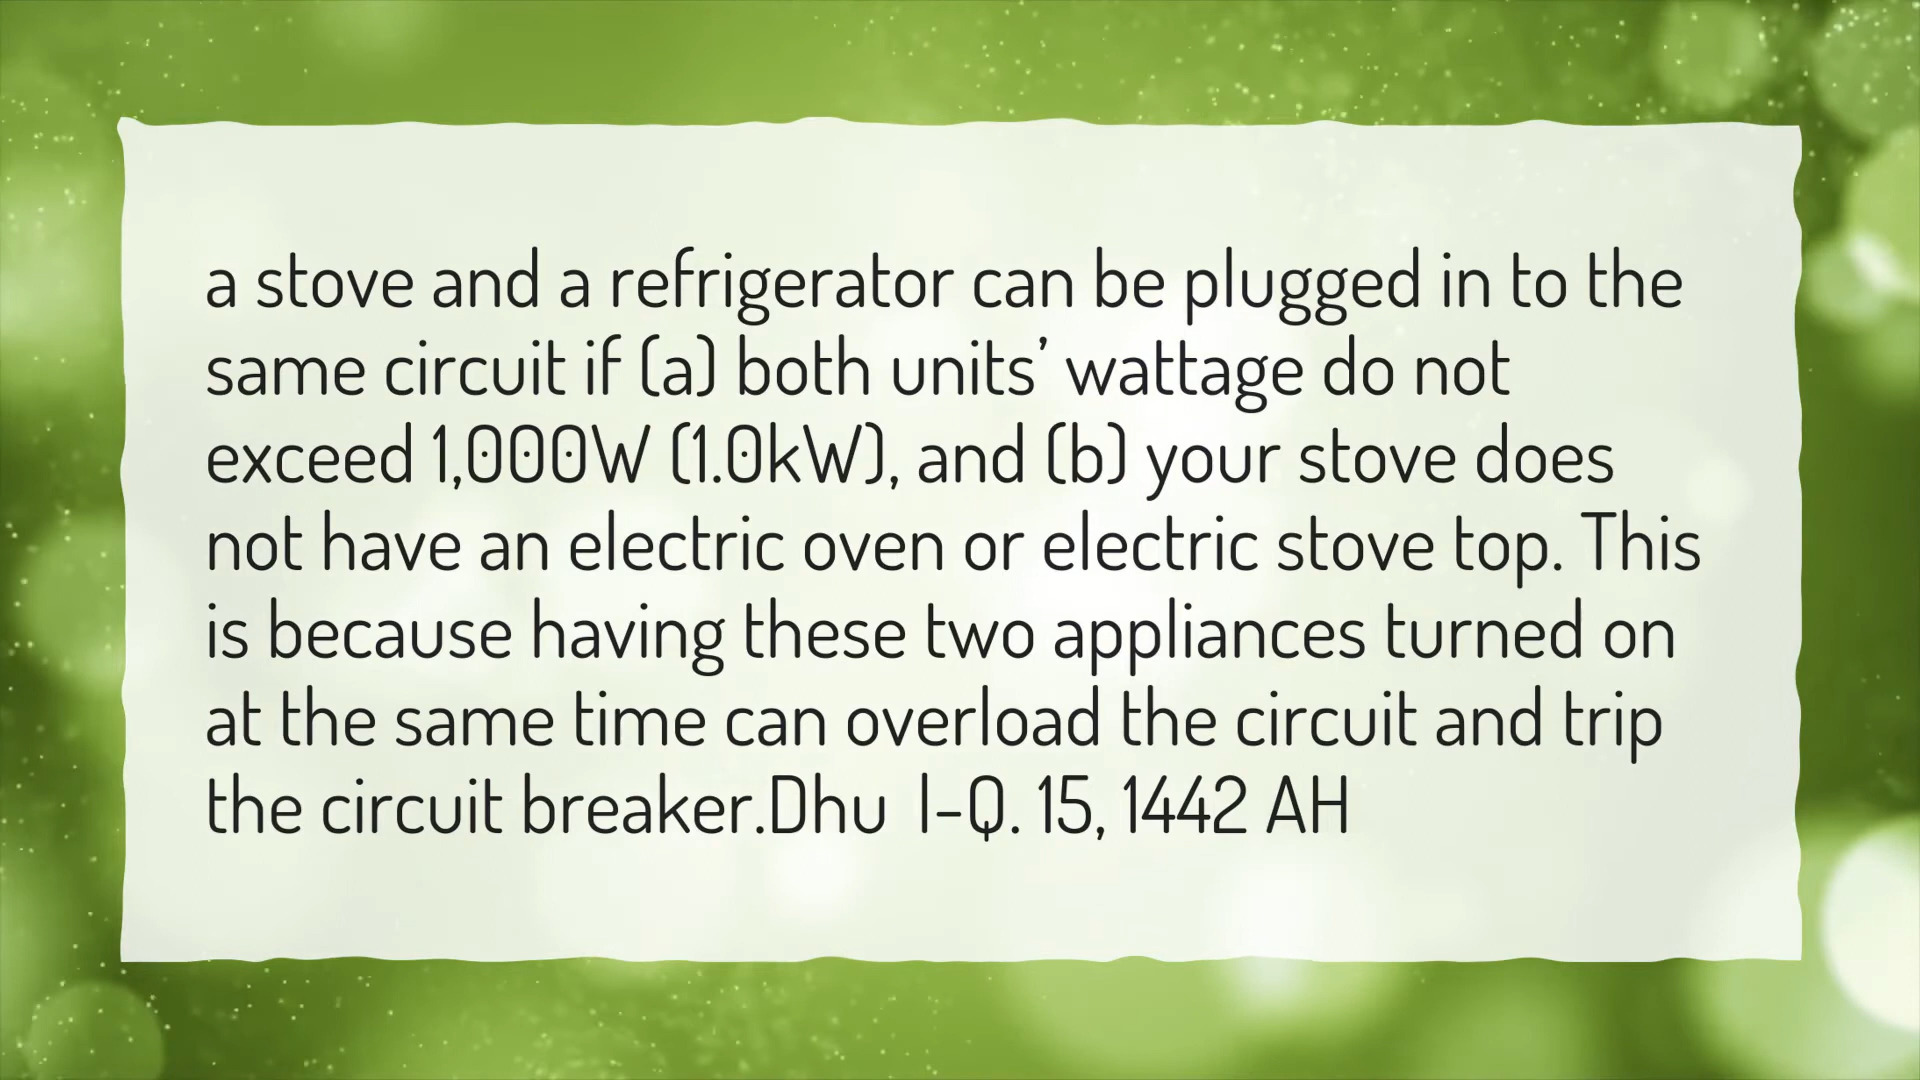 a stove and a refrigerator can be plugged in to the
same circuit if (a) both units’ wattage do not
exceed 1,000W (1.0kW), and (b) your stove does
not have an electric oven or electric stove top. This
is because having these two appliances turned on
at the same time can overload the circuit and trip
the circuit breaker.Dhu  l-Q. 15, 1442 AH